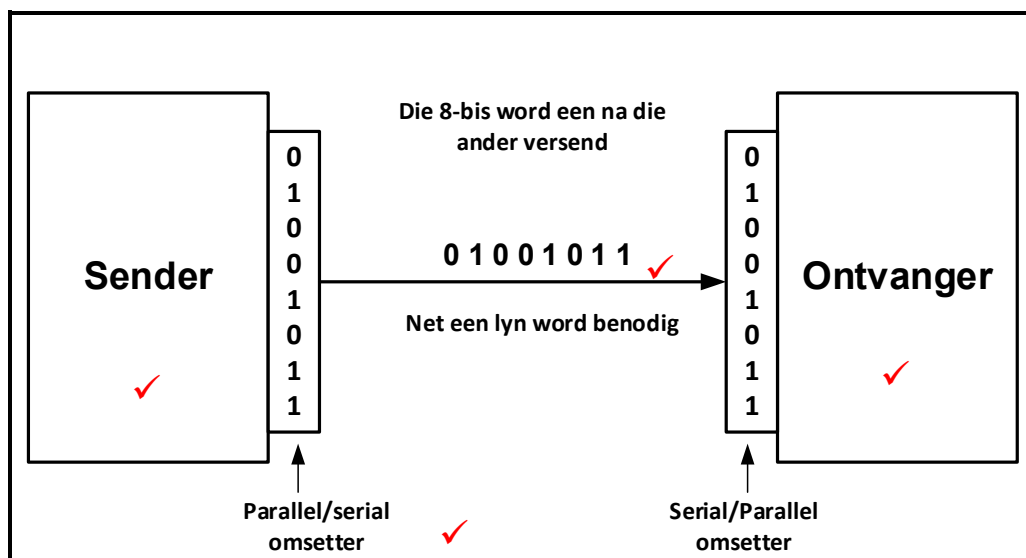 Die 8-bis word een na die
ander versend
0
1
0
0
1
0
1
1
Sender
0 1 0 0 1 0 1 1
Net een lyn word benodig
0
1
0
0
1
0
1
1
Ontvanger
Parallel/serial
omsetter
Serial/Parallel
omsetter